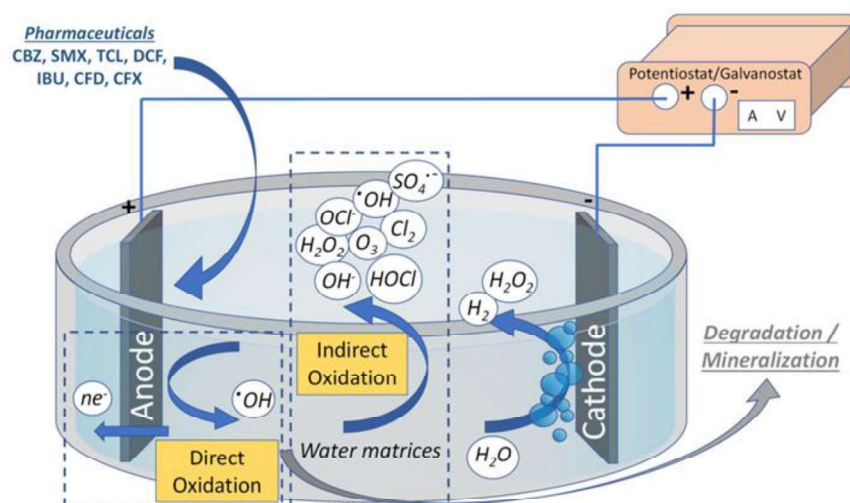 Pharmaceuticals
CBZ, SMX, TCL, DCF,
IBU, CFD, CFX
Potentiostat/Galvanostat
+ -
A V
+
-
SO₄•-
•OH
OCl-
Cl₂
H₂O₂
O₃
OH-
HOCl
H₂O₂
H₂
Degradation /
Mineralization
Anode
Cathode
Indirect
Oxidation
ne-
•OH
Water matrices
H₂O
Direct
Oxidation